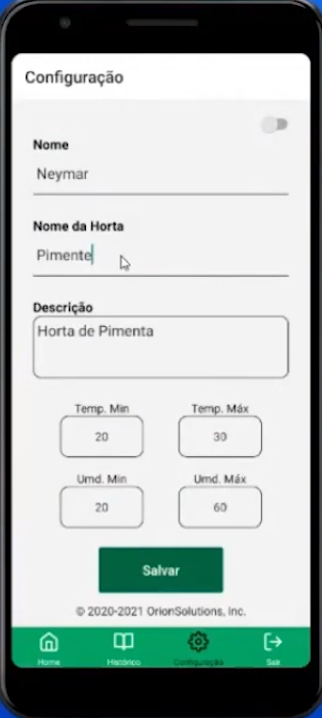 Configuração
Nome
Neymar
Nome da Horta
Pimente
Descrição
Horta de Pimenta
Temp. Min
Temp. Máx
20
30
Umd. Min
Umd. Máx
20
60
Salvar
© 2020-2021 OrionSolutions, Inc.
Home
Histórico
Configuração
Sair